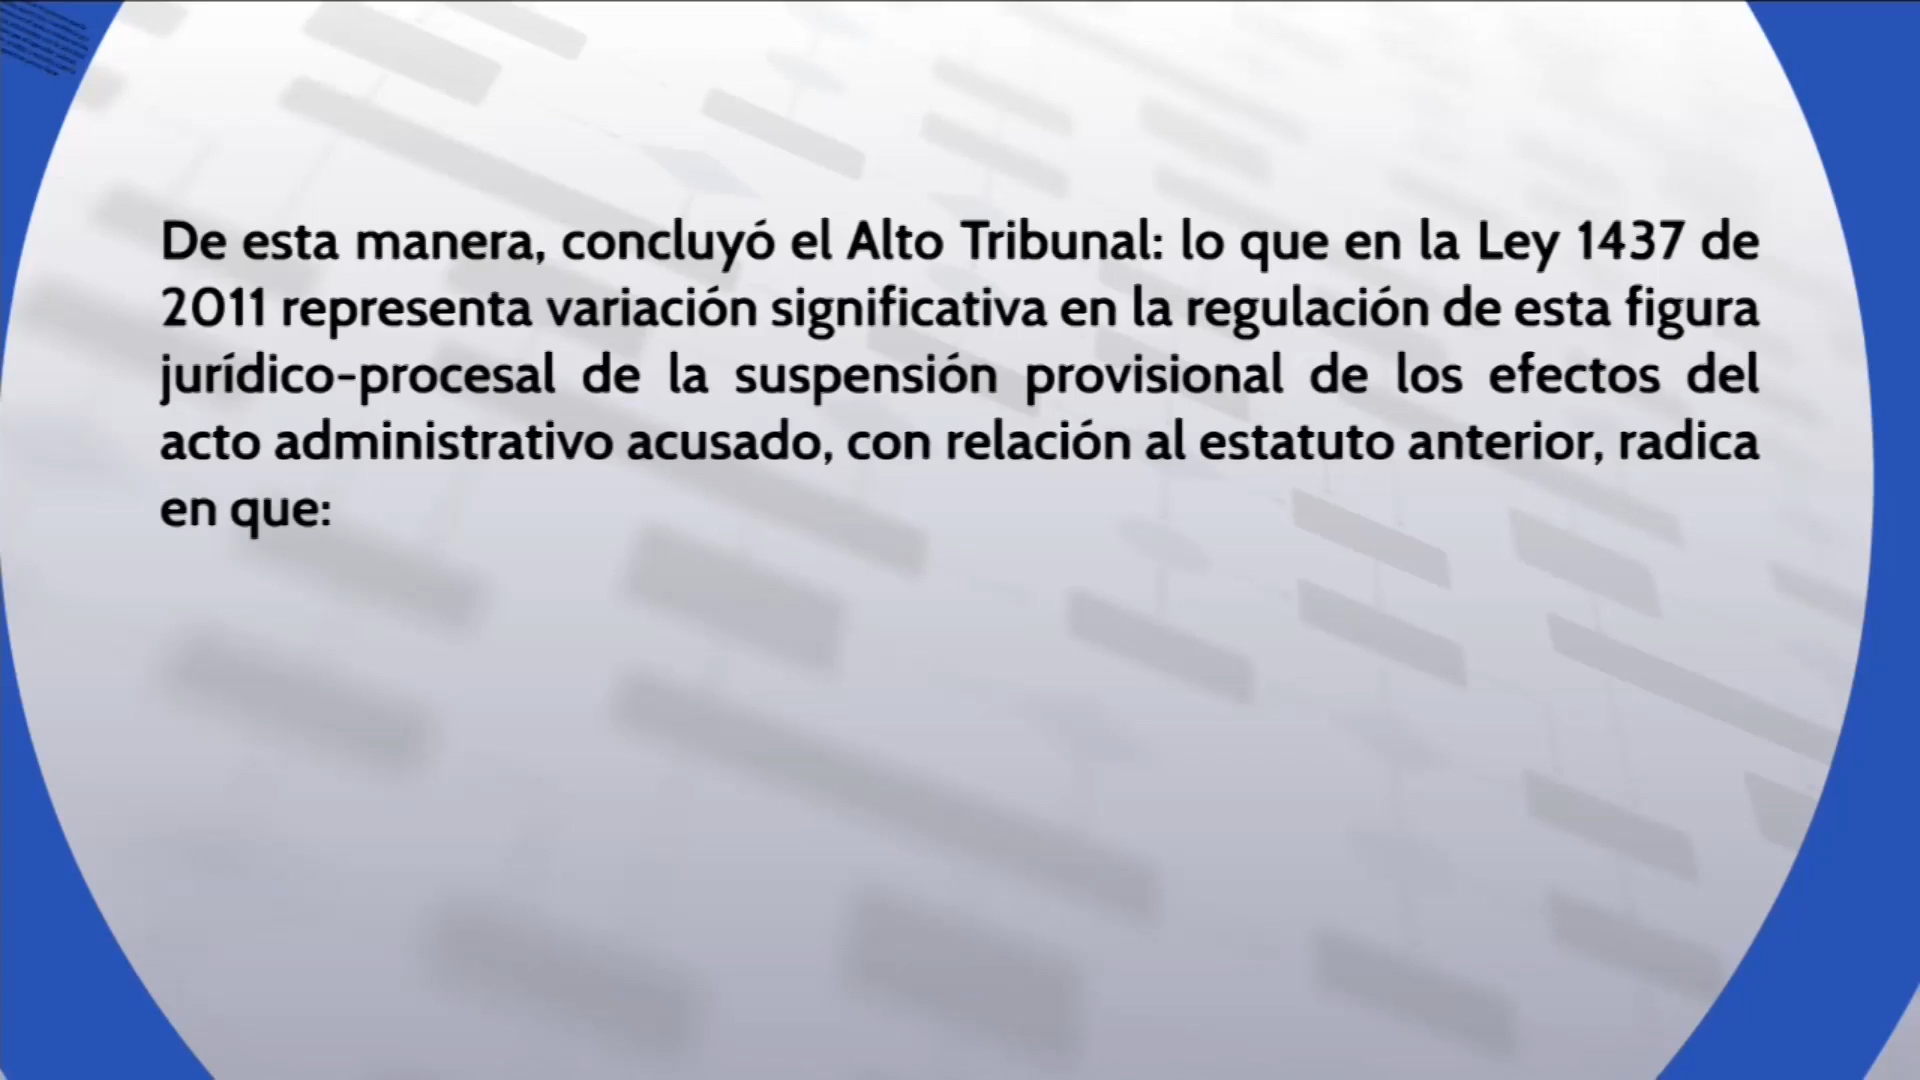 De esta manera, concluyó el Alto Tribunal: lo que en la Ley 1437 de
2011 representa variación significativa en la regulación de esta figura
jurídico-procesal de la suspensión provisional de los efectos del
acto administrativo acusado, con relación al estatuto anterior, radica
en que: